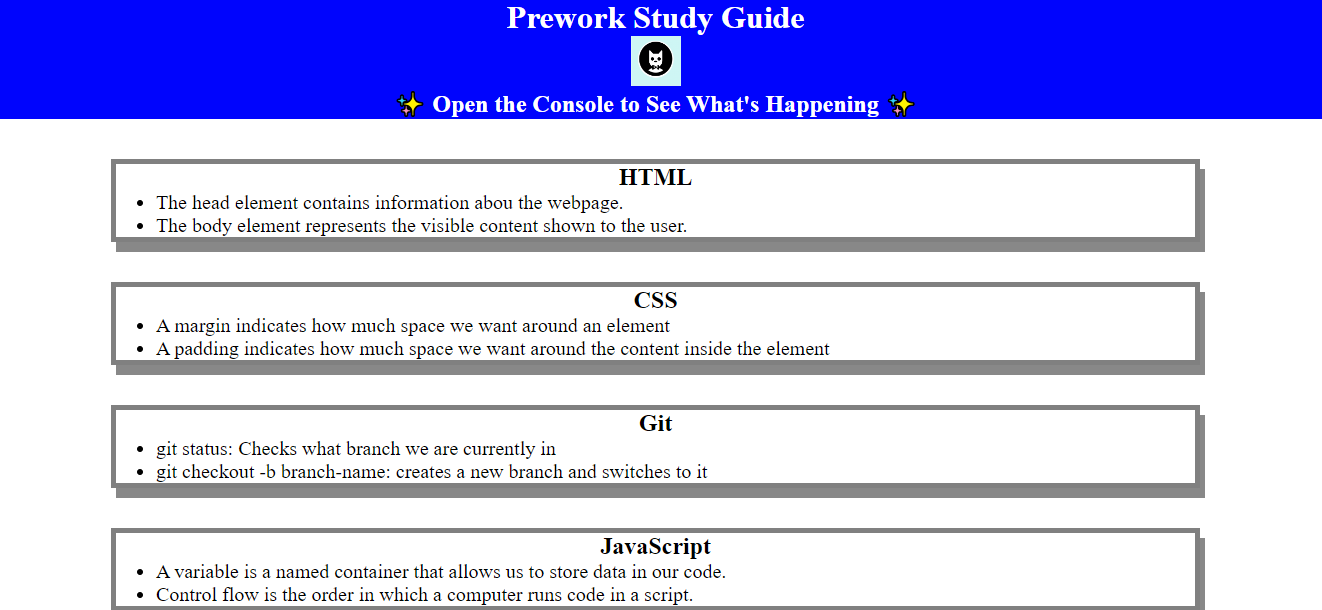 Prework Study Guide
✨ Open the Console to See What's Happening ✨
HTML
• The head element contains information abou the webpage.
• The body element represents the visible content shown to the user.
CSS
• A margin indicates how much space we want around an element
• A padding indicates how much space we want around the content inside the element
Git
• git status: Checks what branch we are currently in
• git checkout -b branch-name: creates a new branch and switches to it
JavaScript
• A variable is a named container that allows us to store data in our code.
• Control flow is the order in which a computer runs code in a script.